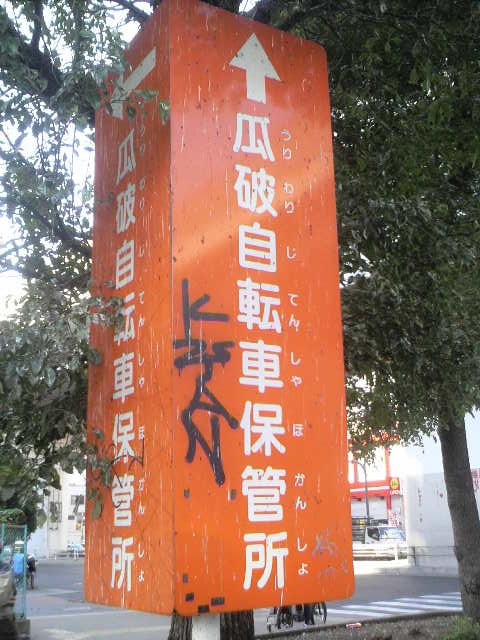 瓜破自転車保管所
うり わり じ てん しゃ ほ かん しょ
瓜破自転車保管所
うり わり じ てん しゃ ほ かん しょ